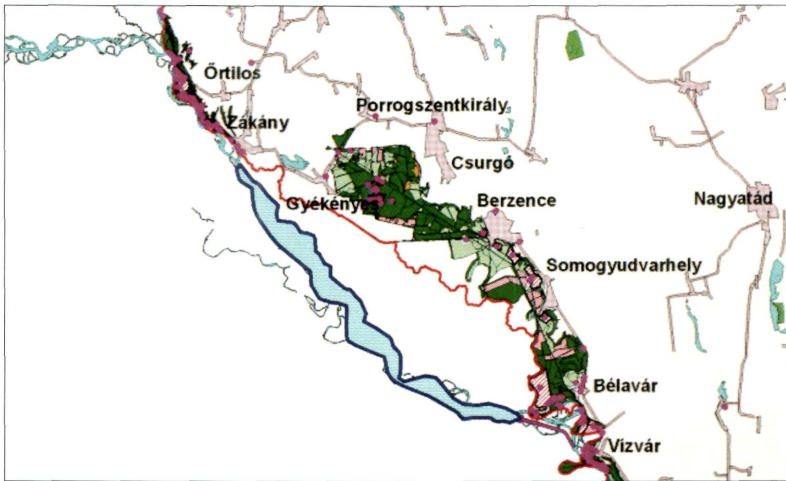 Őrtilos
Porrogszentkirály
Zákány
Csurgó
Gyékényes
Berzence
Nagyatád
Somogyudvarhely
Bélavár
Vízvár